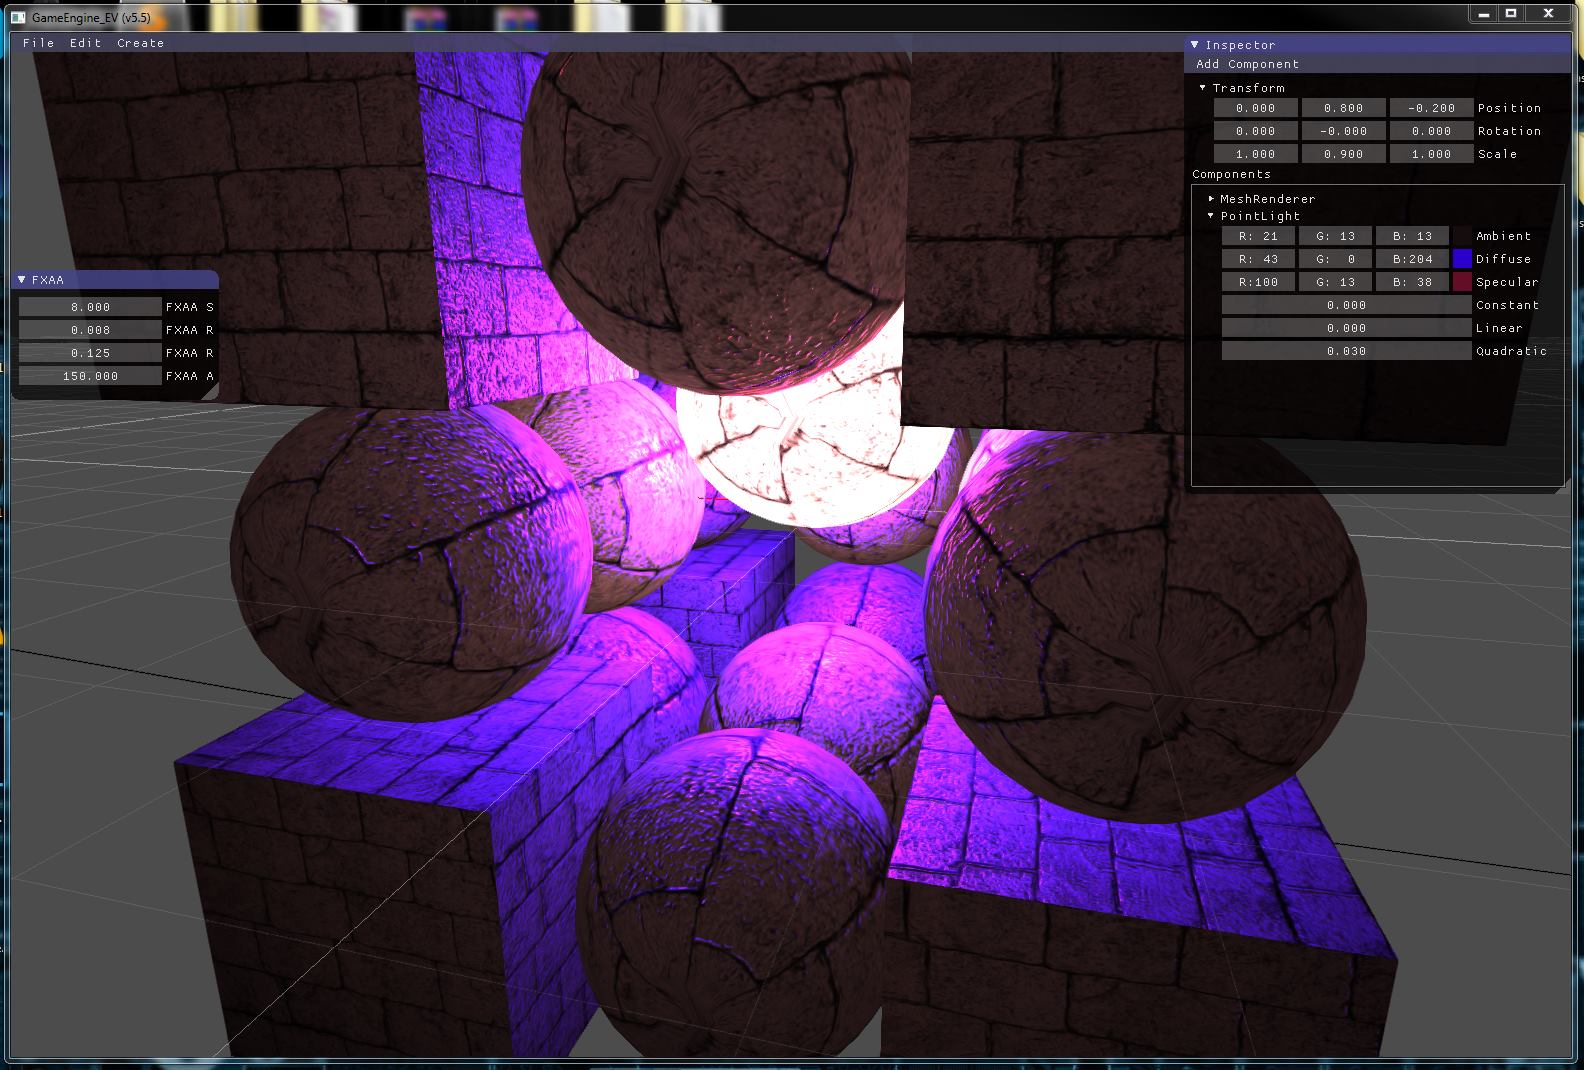 GameEngine_EV (v5.5)
File Edit Create
Inspector
Add Component
Transform
0.000 0.800 -0.200 Position
0.000 -0.000 0.000 Rotation
1.000 0.900 1.000 Scale
Components
MeshRenderer
PointLight
R: 21 G: 13 B: 13 Ambient
R: 43 G: 0 B:204 Diffuse
R:100 G: 13 B: 38 Specular
0.000 Constant
0.000 Linear
0.030 Quadratic
FXAA
8.000 FXAA S
0.008 FXAA R
0.125 FXAA R
150.000 FXAA A